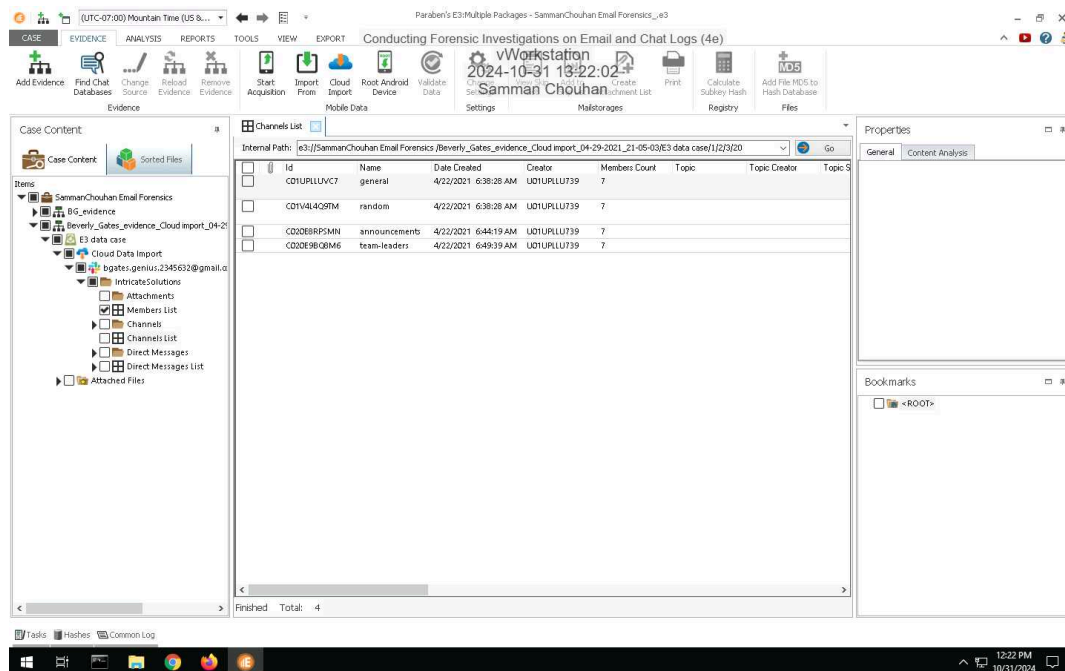 (UTC-07:00) Mountain Time (US &...
Paraben's E3:Multiple Packages - SammanChouhan Email Forensics_.e3
CASE EVIDENCE ANALYSIS REPORTS TOOLS VIEW EXPORT
Conducting Forensic Investigations on Email and Chat Logs (4e)
vWorkstation
2024-10-31 13:22:02
Samman Chouhan
Add Evidence
Find Chat Databases
Change Source
Reload Evidence
Remove Evidence
Evidence
Start Acquisition
Import From
Cloud Import
Root Android Device
Validate Data
Mobile Data
Settings
Create
Attachment List
Print
Mailstorages
Calculate Subkey Hash
Registry
MD5
Add File MD5 to Hash Database
Files
Case Content
Case Content Sorted Files
Items
SammanChouhan Email Forensics
BG_evidence
Beverly_Gates_evidence_Cloud import_04-2
E3 data case
Cloud Data Import
bgates.genius.2345632@gmail.c
IntricateSolutions
Attachments
Members List
Channels
Channels List
Direct Messages
Direct Messages List
Attached Files
Channels List
Internal Path: e3://SammanChouhan Email Forensics /Beverly_Gates_evidence_Cloud import_04-29-2021_21-05-03/E3 data case/1/2/3/20 Go
Id Name Date Created Creator Members Count Topic Topic Creator Topic S
C01UPLLUVC7 general 4/22/2021 6:38:28 AM U01UPLLU739 7
C01V4L4Q9TM random 4/22/2021 6:38:28 AM U01UPLLU739 7
C020E8RPSMN announcements 4/22/2021 6:44:19 AM U01UPLLU739 7
C020E9BQ8M6 team-leaders 4/22/2021 6:49:39 AM U01UPLLU739 7
Finished Total: 4
Properties
General Content Analysis
Bookmarks
<ROOT>
Tasks Hashes Common Log
12:22 PM
10/31/2024